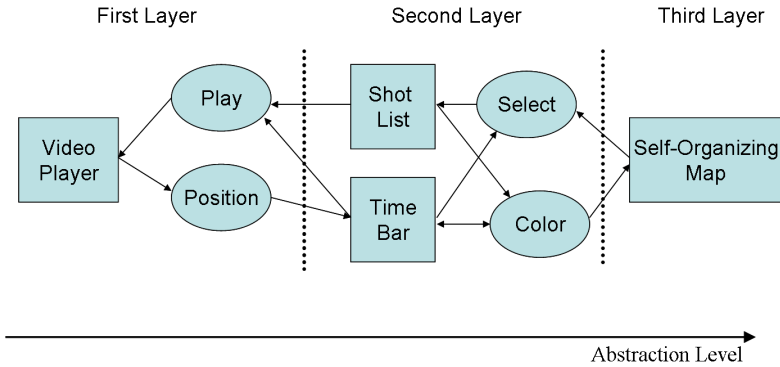 First Layer
Second Layer
Third Layer
Play
Shot
List
Select
Video
Player
Self-Organizing
Map
Position
Time
Bar
Color
Abstraction Level